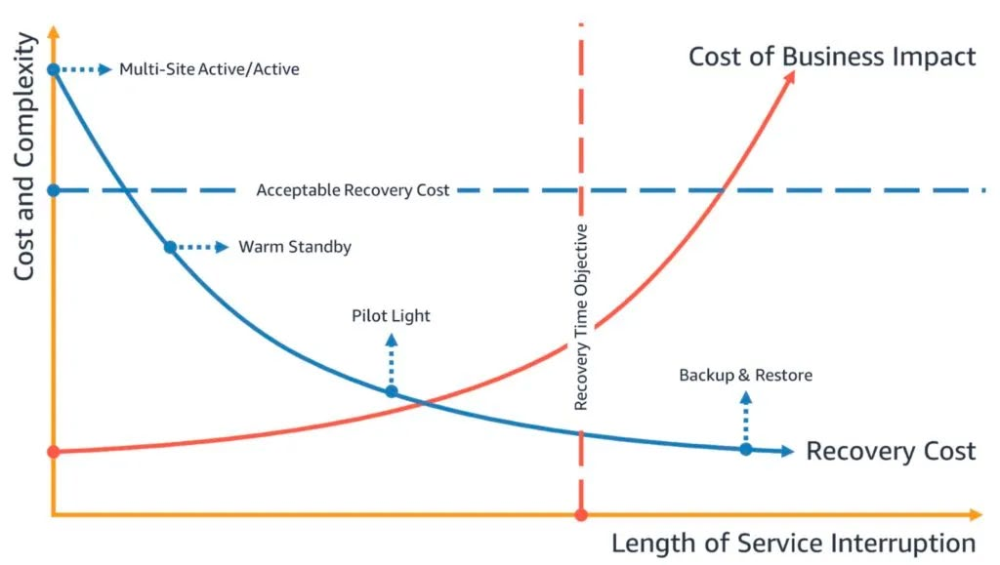 Cost and Complexity
Multi-Site Active/Active
Cost of Business Impact
Acceptable Recovery Cost
Warm Standby
Recovery Time Objective
Pilot Light
Backup & Restore
Recovery Cost
Length of Service Interruption